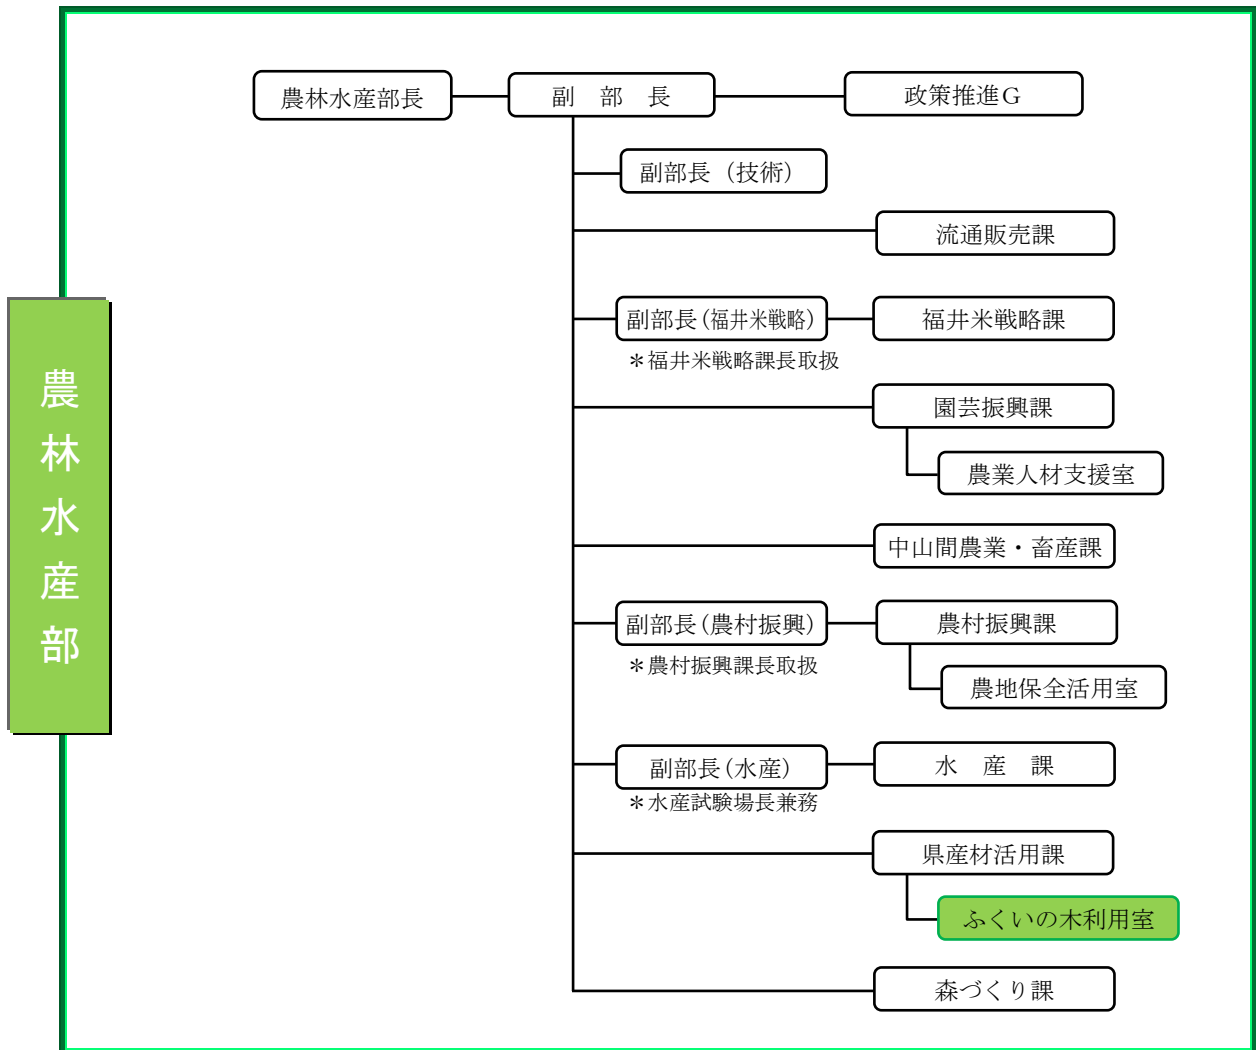 農林水産部
農林水産部長
副　部　長
政策推進G
副部長（技術）
流通販売課
副部長(福井米戦略)
福井米戦略課
＊福井米戦略課長取扱
園芸振興課
農業人材支援室
中山間農業・畜産課
副部長(農村振興)
農村振興課
＊農村振興課長取扱
農地保全活用室
副部長(水産)
水　産　課
＊水産試験場長兼務
県産材活用課
ふくいの木利用室
森づくり課